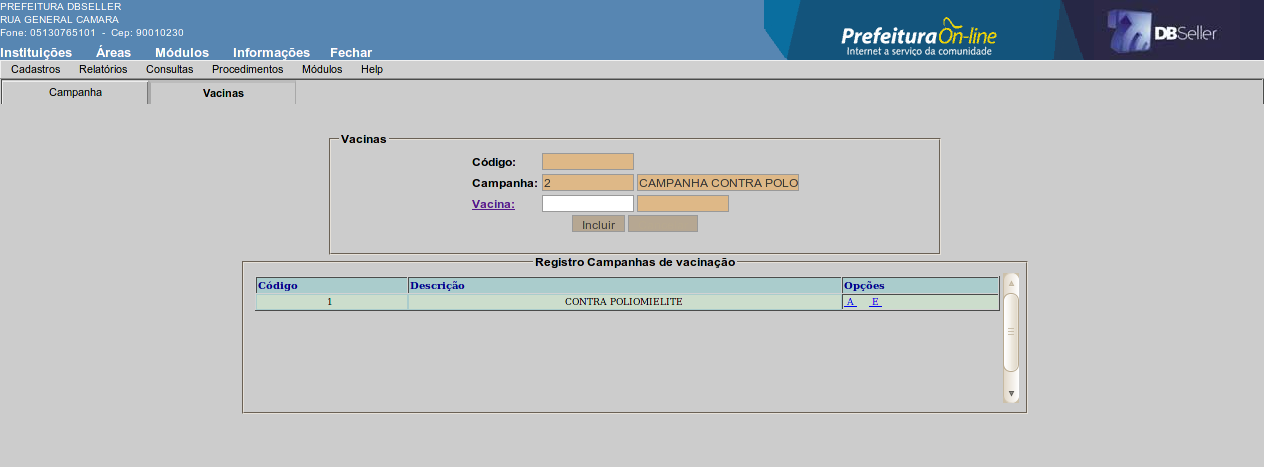 PREFEITURA DBSELLER
RUA GENERAL CAMARA
Fone: 05130765101 - Cep: 90010230
PrefeituraOn-line
Internet a serviço da comunidade
DBSeller
Instituições Áreas Módulos Informações Fechar
Cadastros Relatórios Consultas Procedimentos Módulos Help
Campanha Vacinas
Vacinas
Código:
Campanha: 2 CAMPANHA CONTRA POLO
Vacina:
Incluir
Registro Campanhas de vacinação
Código Descrição Opções
1 CONTRA POLIOMIELITE A E